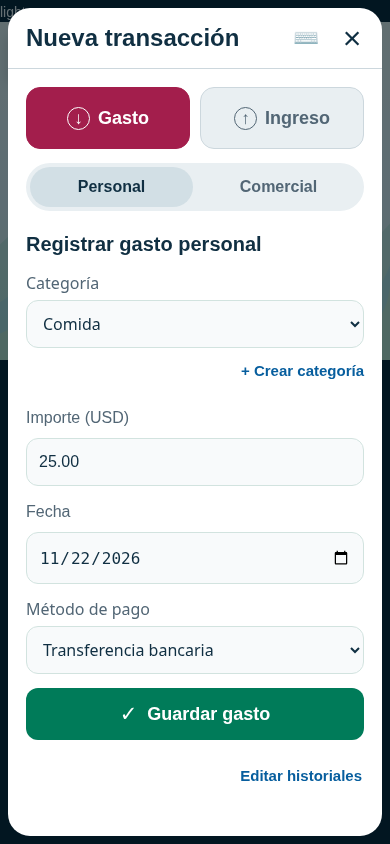 light
Nueva transacción
Gasto
Ingreso
Personal
Comercial
Registrar gasto personal
Categoría
Comida
+ Crear categoría
Importe (USD)
25.00
Fecha
11/22/2026
Método de pago
Transferencia bancaria
✓ Guardar gasto
Editar historiales